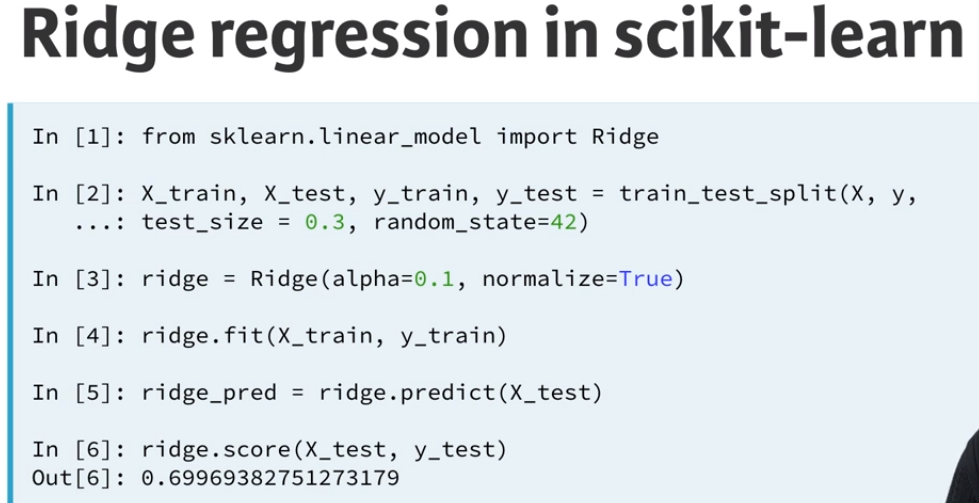 Ridge regression in scikit-learn
In [1]: from sklearn.linear_model import Ridge
In [2]: X_train, X_test, y_train, y_test = train_test_split(X, y,
...: test_size = 0.3, random_state=42)
In [3]: ridge = Ridge(alpha=0.1, normalize=True)
In [4]: ridge.fit(X_train, y_train)
In [5]: ridge_pred = ridge.predict(X_test)
In [6]: ridge.score(X_test, y_test)
Out[6]: 0.69969382751273179